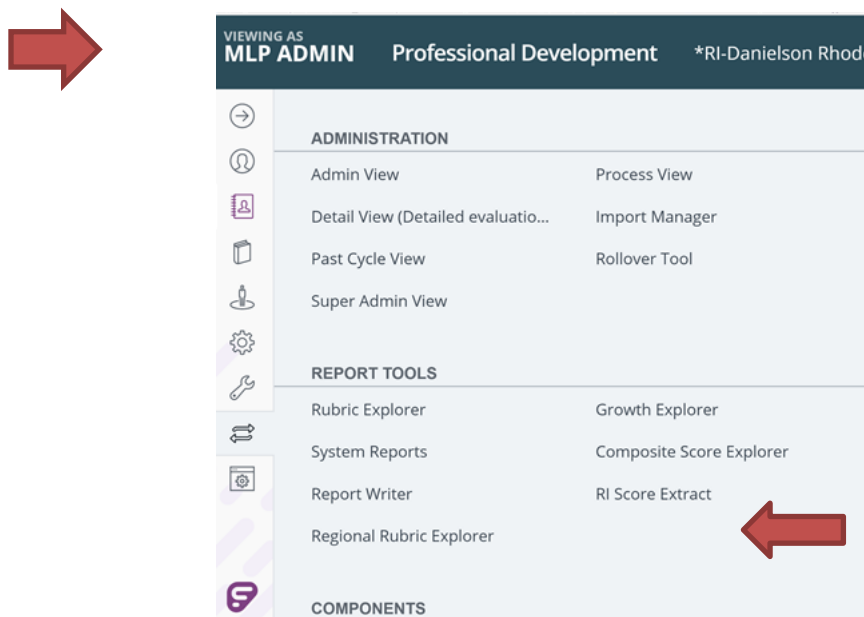 VIEWING AS
MLP ADMIN Professional Development *RI-Danielson
ADMINISTRATION
Admin View Process View
Detail View (Detailed evaluatio... Import Manager
Past Cycle View Rollover Tool
Super Admin View
REPORT TOOLS
Rubric Explorer Growth Explorer
System Reports Composite Score Explorer
Report Writer RI Score Extract
Regional Rubric Explorer
COMPONENTS